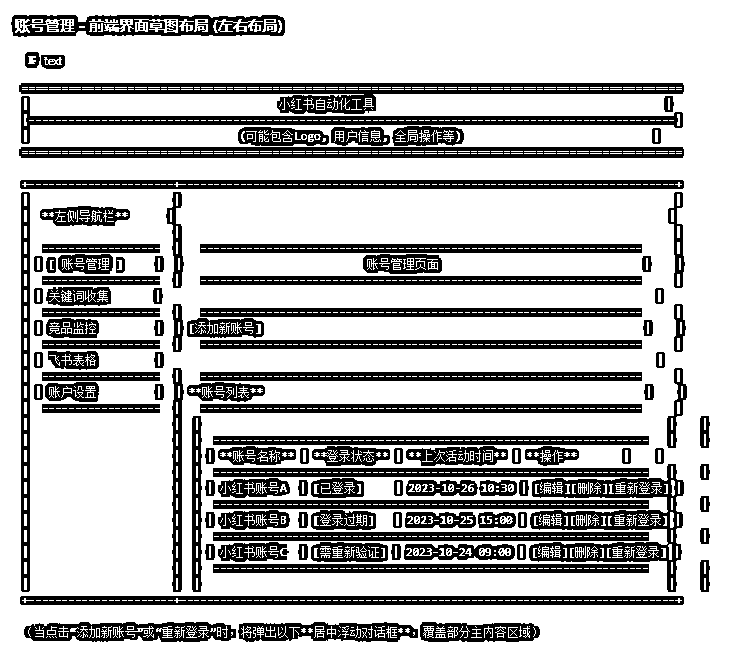 账号管理 - 前端界面草图布局 (左右布局)
text
小红书自动化工具
(可能包含Logo, 用户信息, 全局操作等)
**左侧导航栏**
[ 账号管理 ] 账号管理页面
关键词收集
竞品监控 [添加新账号]
飞书表格
账户设置 **账号列表**
**账号名称** **登录状态** **上次活动时间** **操作**
小红书账号A [已登录] 2023-10-26 10:30 [编辑][删除][重新登录]
小红书账号B [登录过期] 2023-10-25 15:00 [编辑][删除][重新登录]
小红书账号C [需重新验证] 2023-10-24 09:00 [编辑][删除][重新登录]
(当点击“添加新账号”或“重新登录”时, 将弹出以下**居中浮动对话框**, 覆盖部分主内容区域)